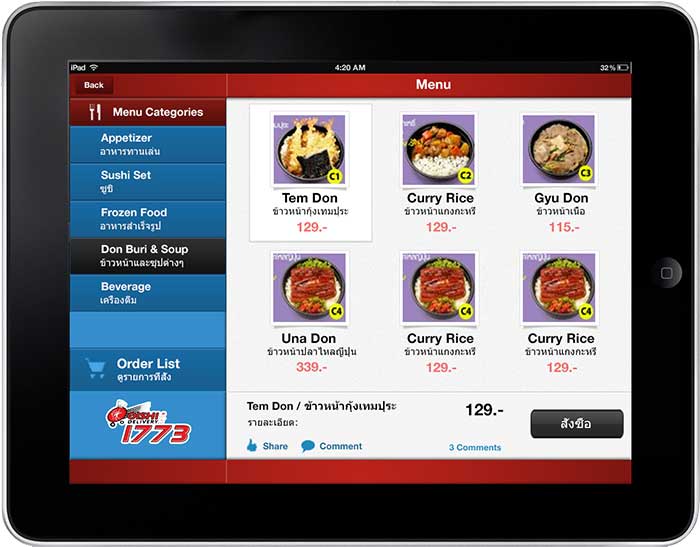 iPad
4:20 AM
32%
Back
Menu
Menu Categories
Appetizer
อาหารทานเล่น
Sushi Set
ซูชิ
Frozen Food
อาหารสำเร็จรูป
Don Buri & Soup
ข้าวหน้าและซุปต่างๆ
Beverage
เครื่องดื่ม
Order List
ดูรายการที่สั่ง
OISHI
DELIVERY
1773
C1
Tem Don
ข้าวหน้ากุ้งเทมปุระ
129.-
C2
Curry Rice
ข้าวหน้าแกงกะหรี่
129.-
C3
Gyu Don
ข้าวหน้าเนื้อ
115.-
C4
Una Don
ข้าวหน้าปลาไหลญี่ปุ่น
339.-
C4
Curry Rice
ข้าวหน้าแกงกะหรี่
129.-
C4
Curry Rice
ข้าวหน้าแกงกะหรี่
129.-
Tem Don / ข้าวหน้ากุ้งเทมปุระ
129.-
รายละเอียด:
สั่งซื้อ
Share
Comment
3 Comments